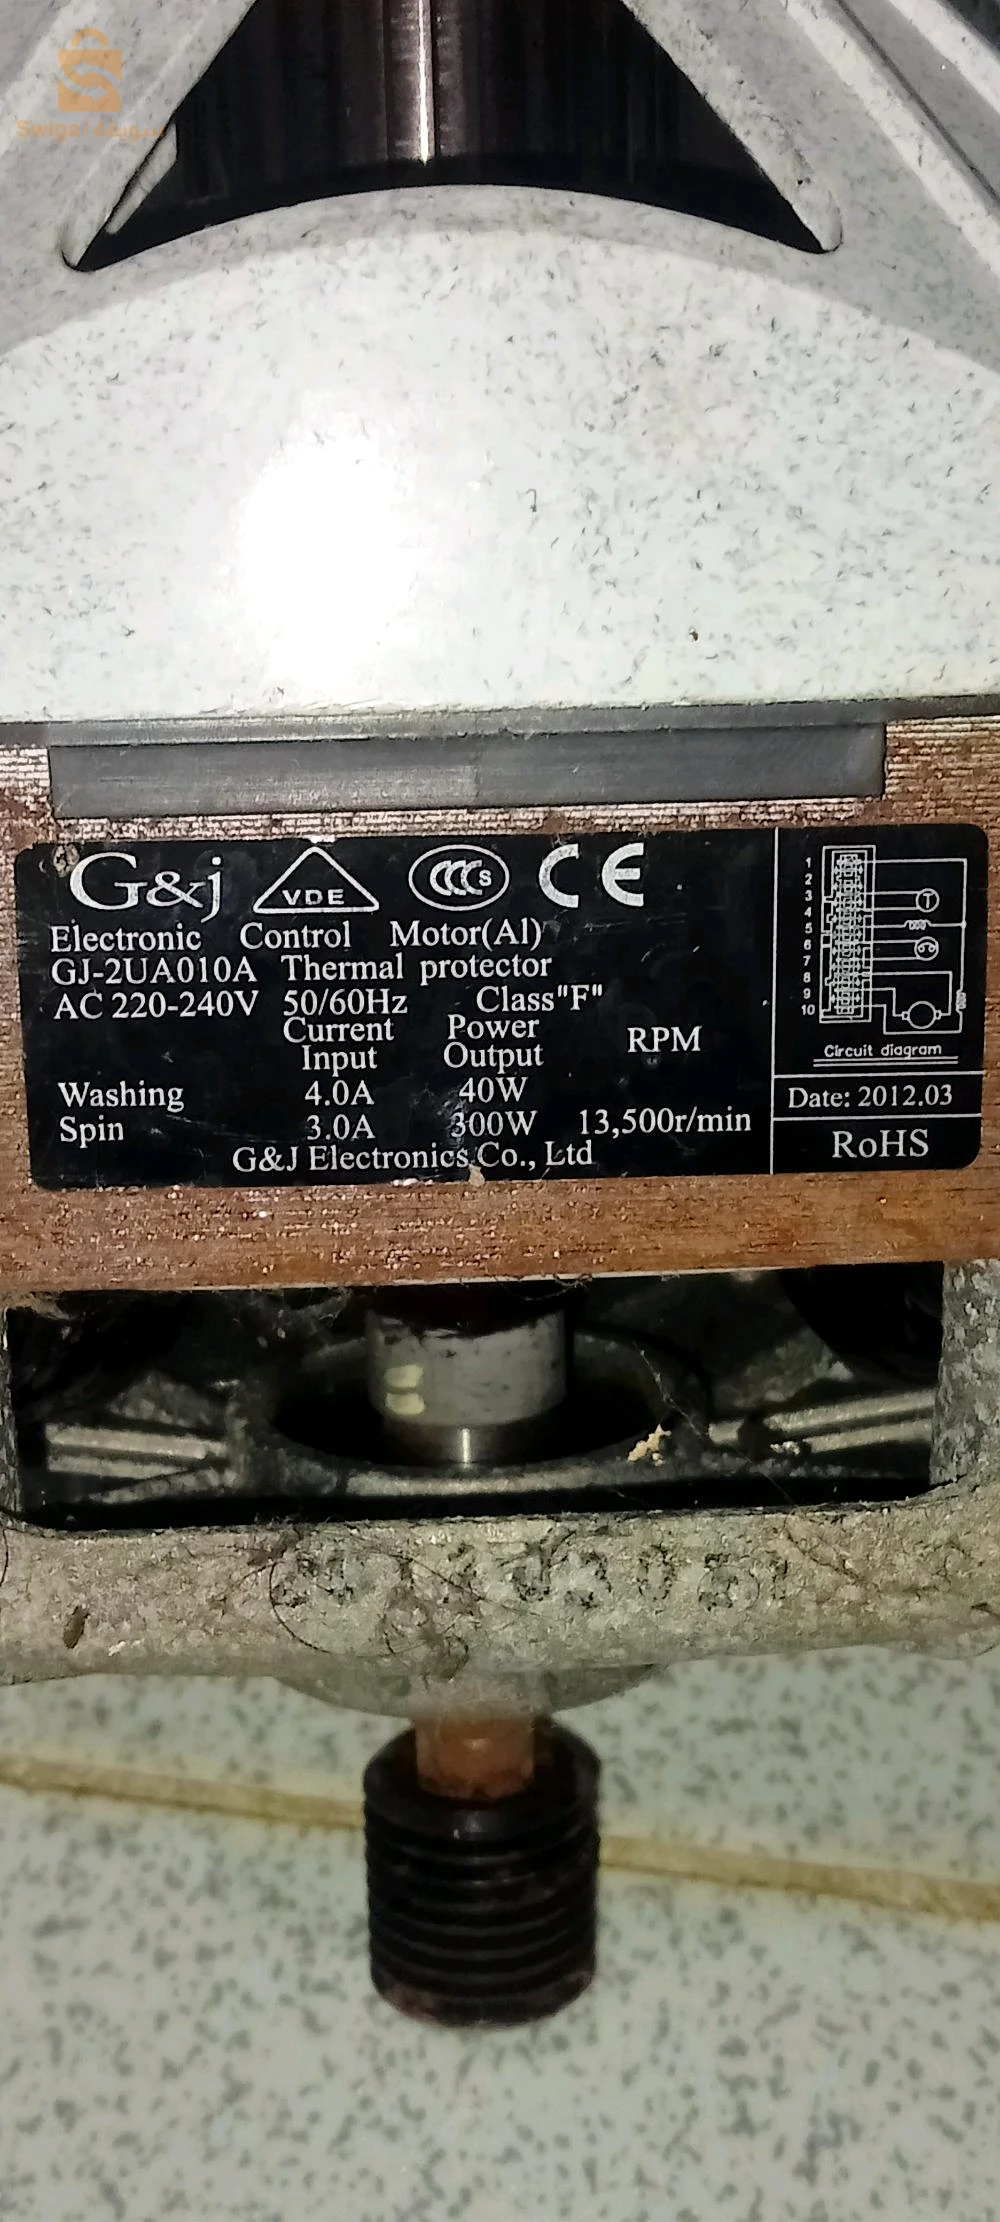 Swiqa سويقة
G&j VDE CCC S CE
Electronic Control Motor(Al)
GJ-2UA010A Thermal protector
AC 220-240V 50/60Hz Class"F"
Current Power
Input Output RPM
Washing 4.0A 40W
Spin 3.0A 300W 13,500r/min
G&J Electronics Co., Ltd
1
2
3
4
5
6
7
8
9
10
T
Circuit diagram
Date: 2012.03
RoHS